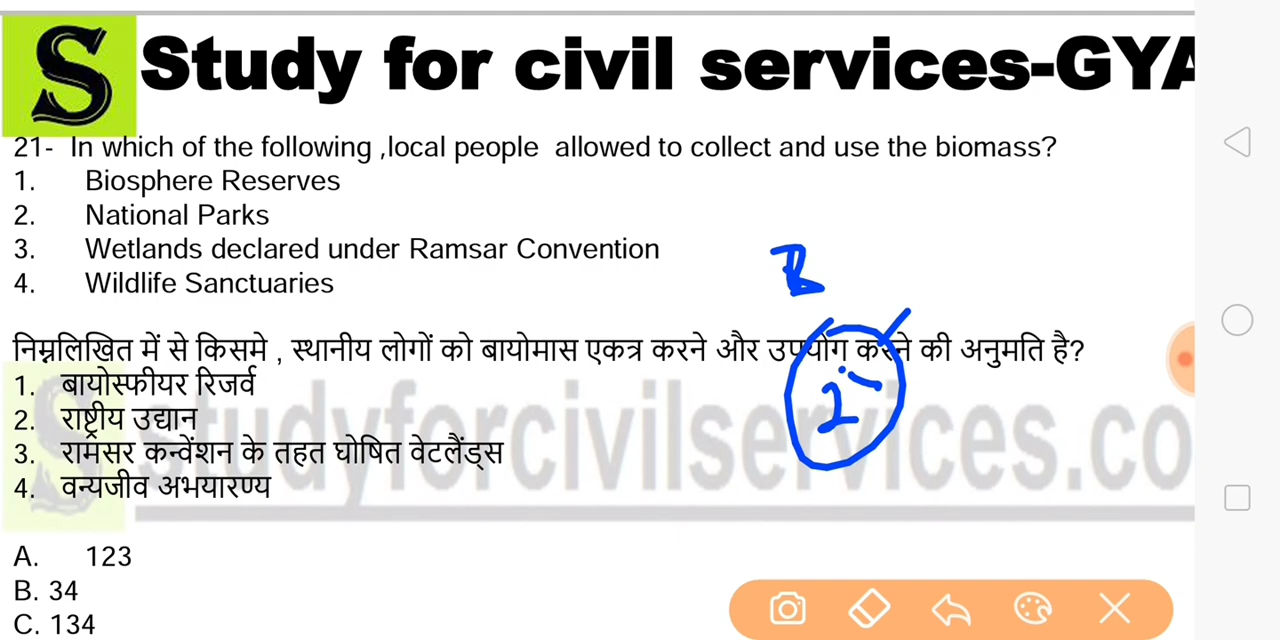 S Study for civil services-GYA
21- In which of the following ,local people allowed to collect and use the biomass?
1. Biosphere Reserves
2. National Parks
3. Wetlands declared under Ramsar Convention
4. Wildlife Sanctuaries
निम्नलिखित में से किसमे , स्थानीय लोगों को बायोमास एकत्र करने और उपयोग करने की अनुमति है?
1. बायोस्फीयर रिजर्व
2. राष्ट्रीय उद्यान
3. रामसर कन्वेंशन के तहत घोषित वेटलैंड्स
4. वन्यजीव अभयारण्य
2
studyforcivilservices.co
A. 123
B. 34
C. 134